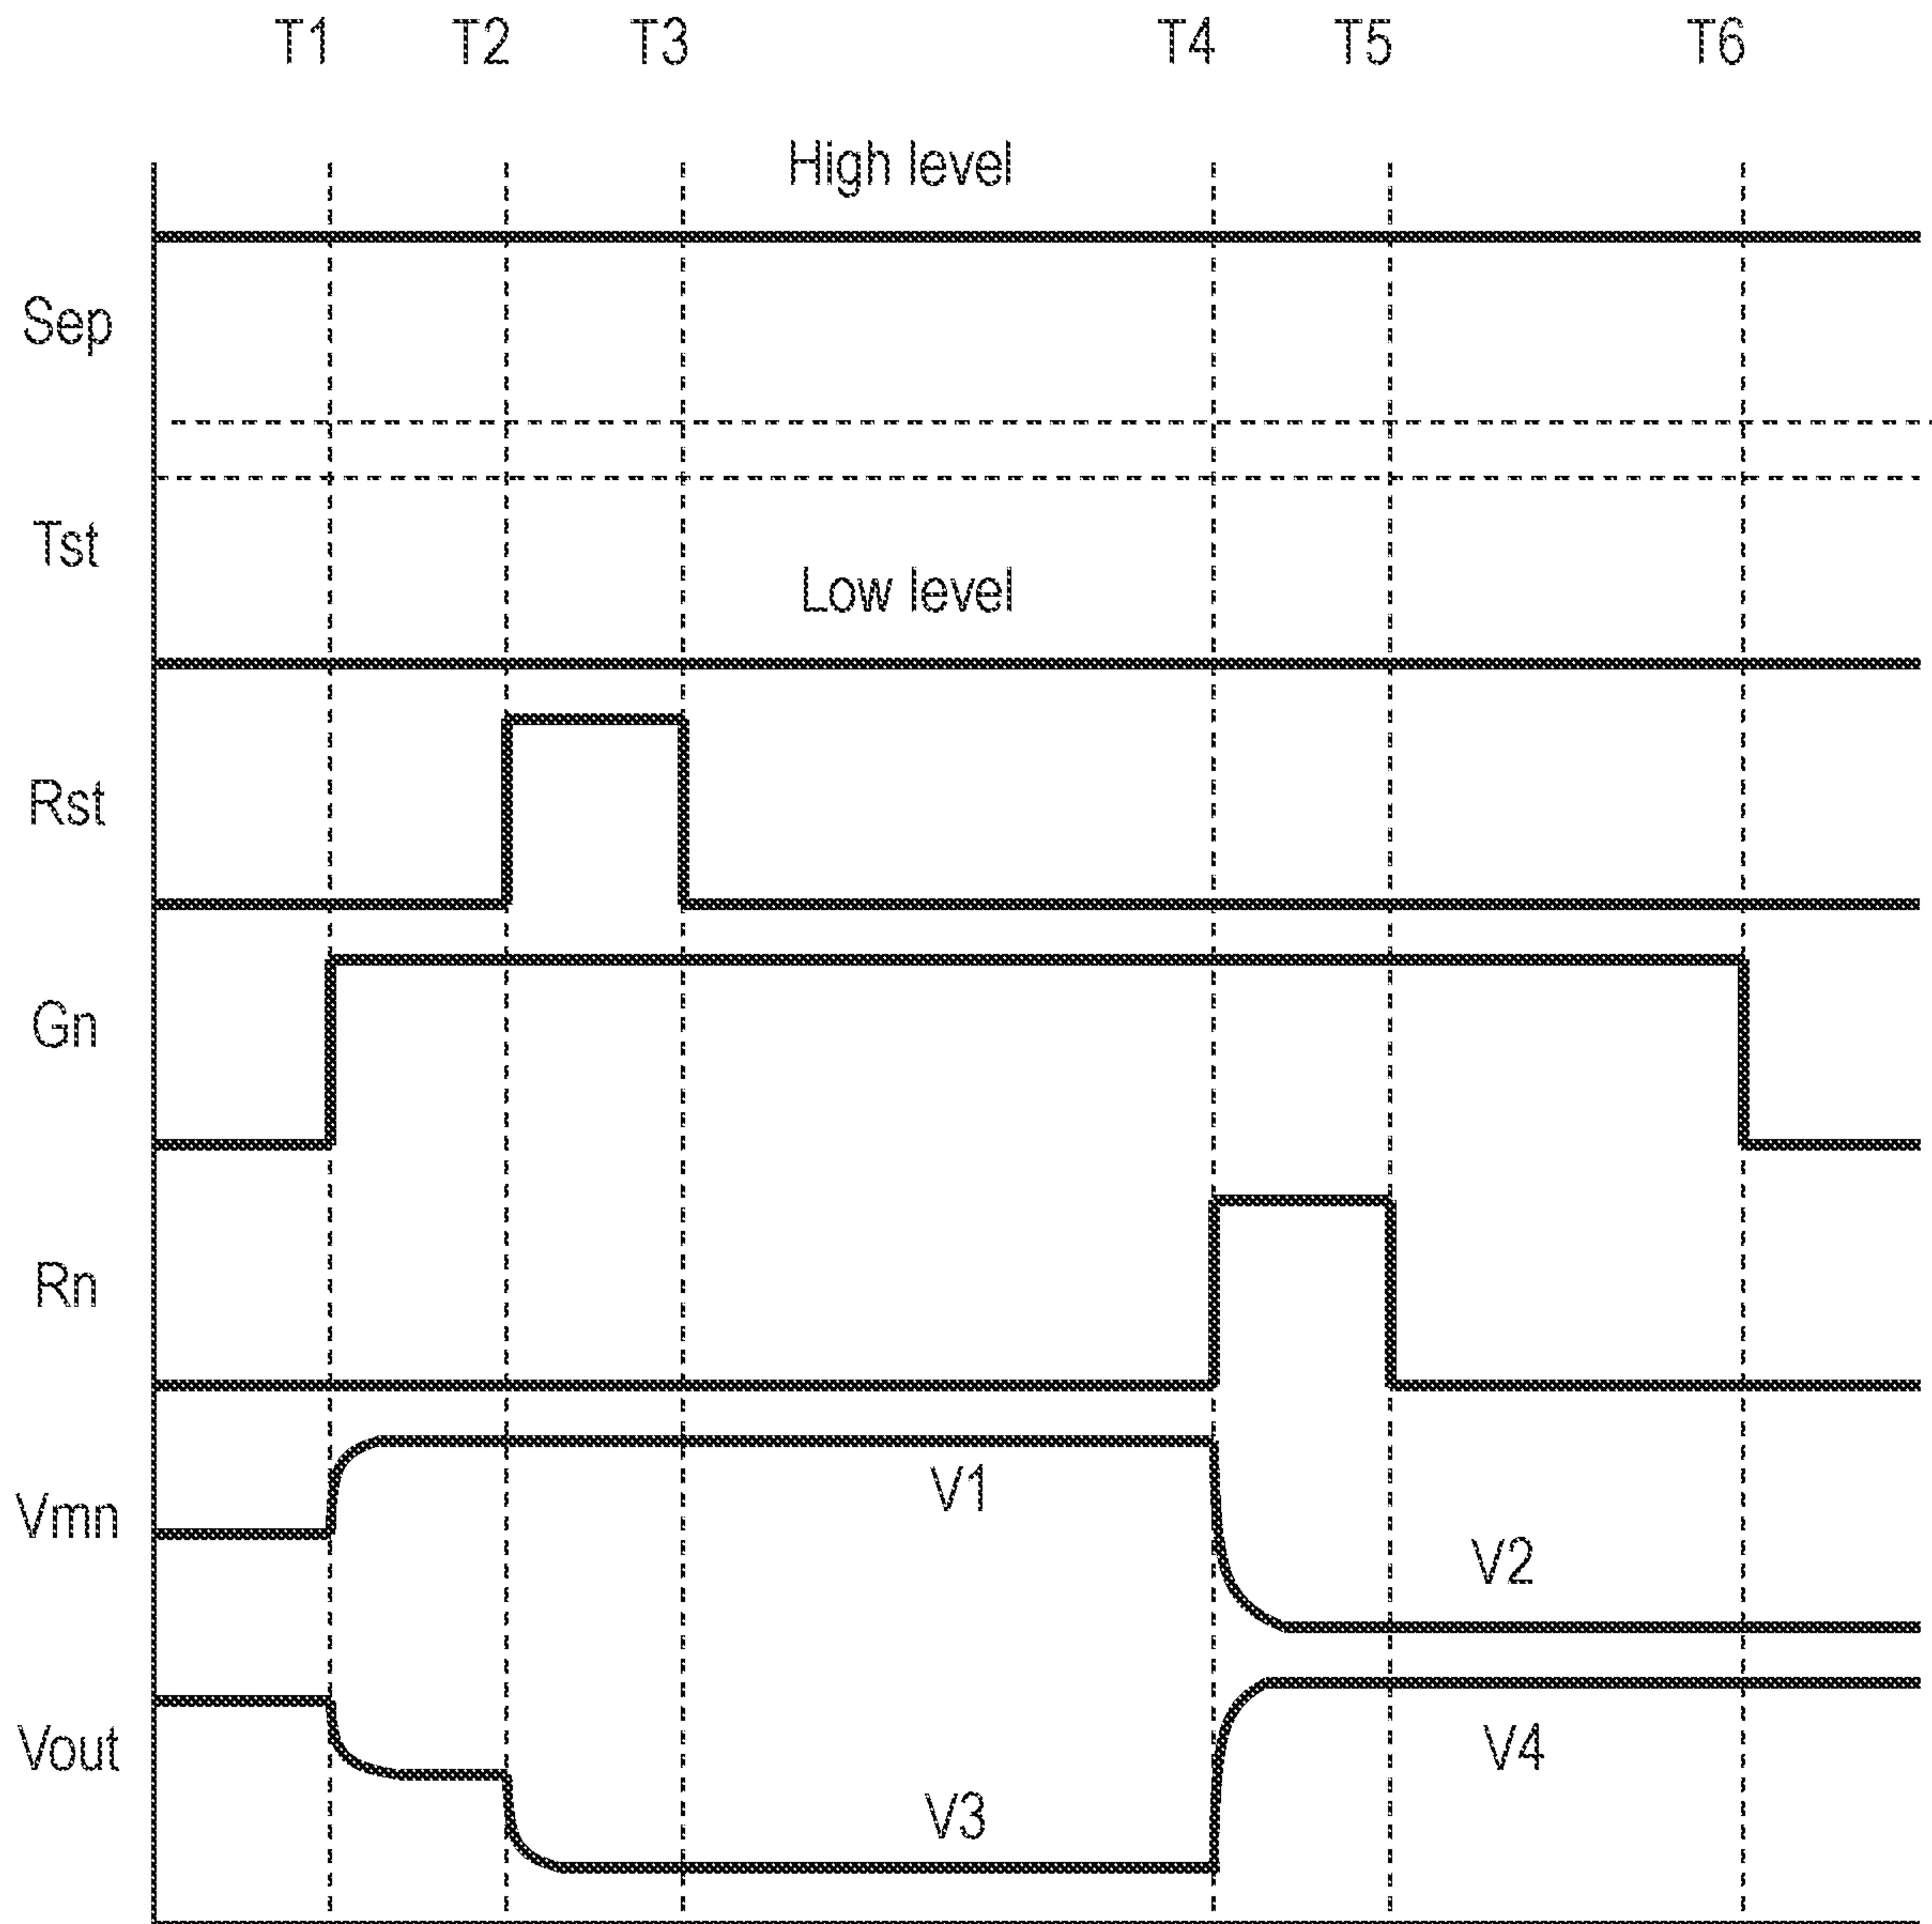 T1 T2 T3 T4 T5 T6
High level
Sep
Tst
Low level
Rst
Gn
Rn
V1
Vmn
V2
Vout
V4
V3